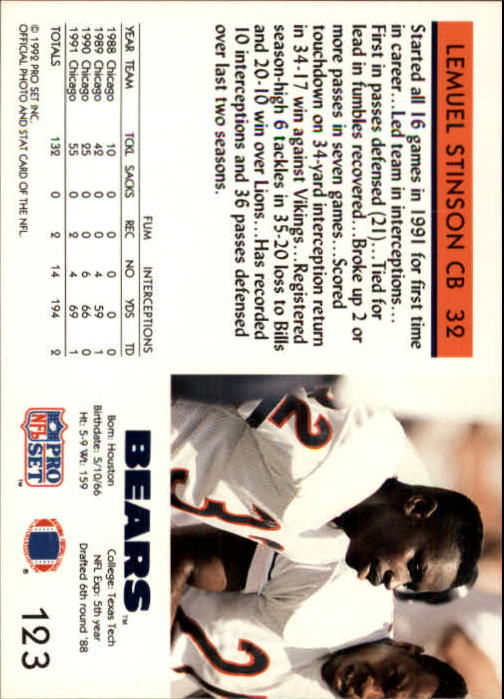 LEMUEL STINSON CB 32
Started all 16 games in 1991 for first time
in career...Led team in interceptions...
First in passes defensed (21)...Tied for
lead in fumbles recovered...Broke up 2 or
more passes in seven games...Scored
touchdown on 34-yard interception return
in 34-17 win against Vikings...Registered
season-high 6 tackles in 35-20 loss to Bills
and 20-10 win over Lions...Has recorded
10 interceptions and 36 passes defensed
over last two seasons.
FUM INTERCEPTIONS
YEAR TEAM TCKL SACKS REC NO YDS TD
1988 Chicago 10 0 0 0 0 0
1989 Chicago 42 0 0 4 59 1
1990 Chicago 25 0 0 6 66 0
1991 Chicago 55 0 2 4 69 1
TOTALS 132 0 2 14 194 2
© 1992 PRO SET INC.
OFFICIAL PHOTO AND STAT CARD OF THE NFL
32
2
BEARS™
Born: Houston College: Texas Tech
Birthdate: 5/10/66 NFL Exp: 5th year
Ht: 5-9 Wt: 159 Drafted 6th round '88
PRO
NFL
SET ™
®
123